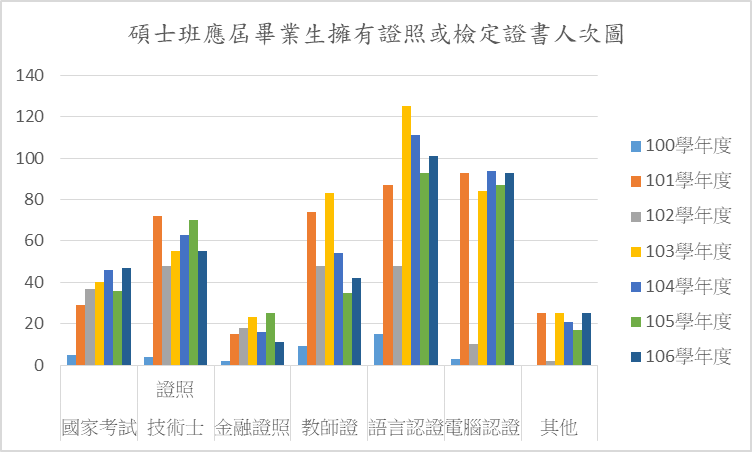 碩士班應屆畢業生擁有證照或檢定證書人次圖
140
120
100
80
60
40
20
0
證照
國家考試 技術士 金融證照 教師證 語言認證 電腦認證 其他
100學年度
101學年度
102學年度
103學年度
104學年度
105學年度
106學年度